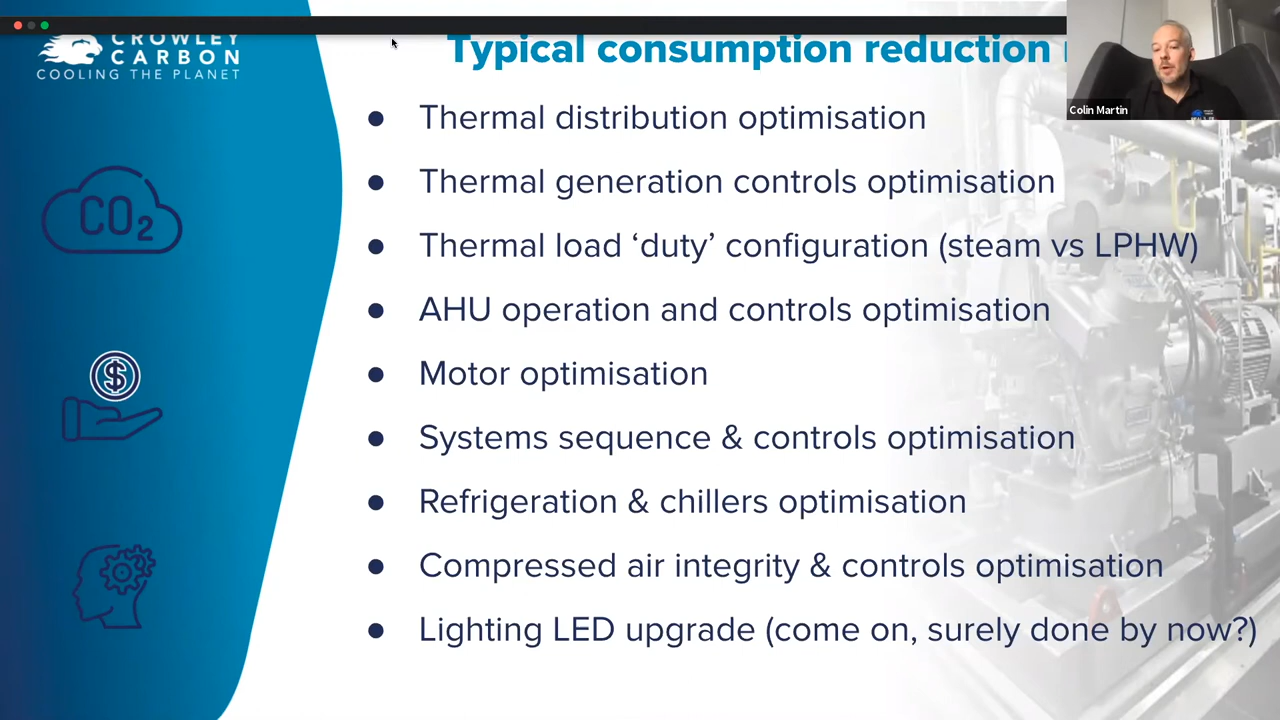 CROWLEY
CARBON
COOLING THE PLANET
Typical consumption reduction
Colin Martin
CO2
$
● Thermal distribution optimisation
● Thermal generation controls optimisation
● Thermal load ‘duty’ configuration (steam vs LPHW)
● AHU operation and controls optimisation
● Motor optimisation
● Systems sequence & controls optimisation
● Refrigeration & chillers optimisation
● Compressed air integrity & controls optimisation
● Lighting LED upgrade (come on, surely done by now?)